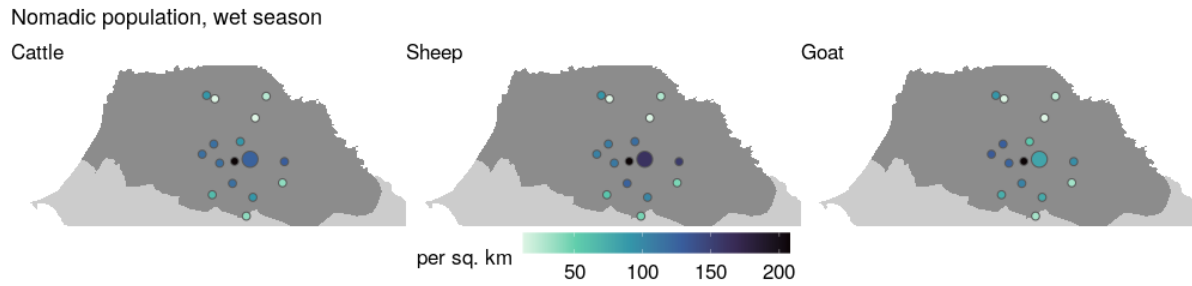 Nomadic population, wet season
Cattle
Sheep
Goat
per sq. km
50 100 150 200